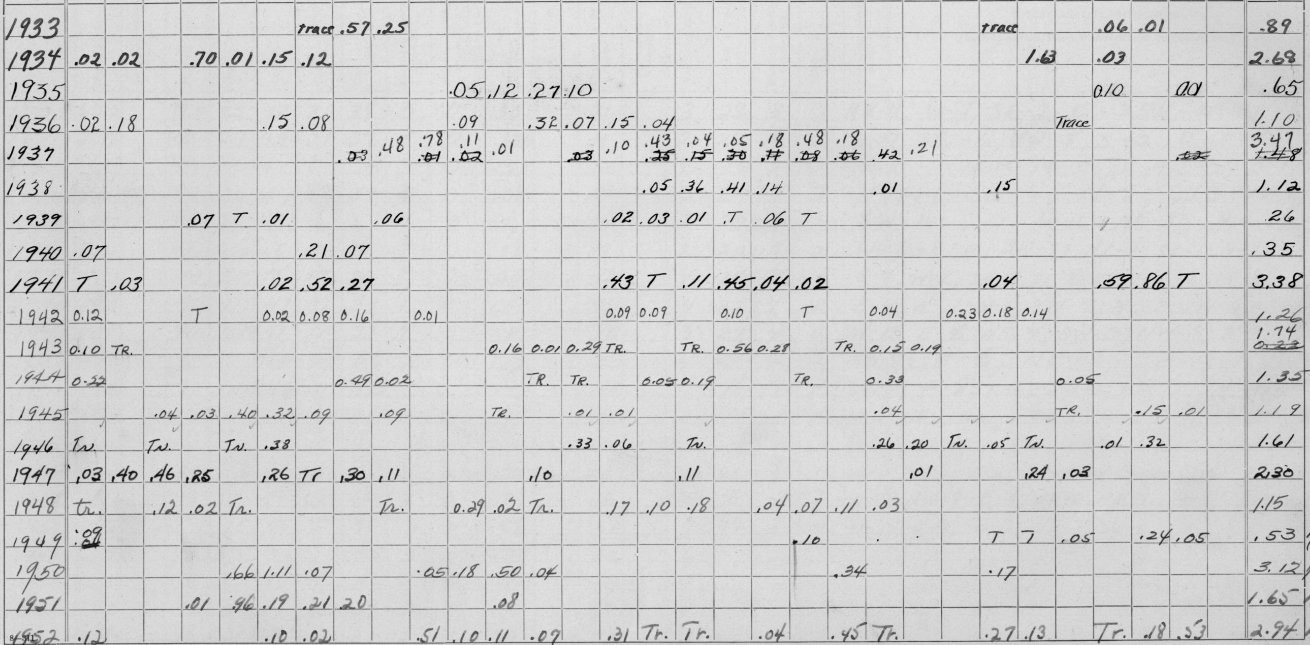 1933 trace .57 .25 trace .06 .01 .89
1934 .02 .02 .70 .01 .15 .12 1.63 .03 2.68
1935 .05 .12 .27 .10 0.10 0.01 .65
1936 .02 .18 .15 .08 .09 .32 .07 .15 .04 Trace 1.10
.48 .78 .11 .01 .10 .43 .04 .05 .18 .48 .18 .42 .21 3.47
1937 .03 .01 .02 .03 .25 .15 .30 .11 .08 .06 .02 1.48
1938 .05 .36 .41 .14 .01 .15 1.12
1939 .07 T .01 .06 .02 .03 .01 .T .06 T .26
1940 .07 .21 .07 .35
1941 T .03 .02 .52 .27 .43 T .11 .45 .04 .02 .04 .59 .86 T 3.38
1942 0.12 T 0.02 0.08 0.16 0.01 0.09 0.09 0.10 T 0.04 0.23 0.18 0.14 1.26
1.74
1943 0.10 TR. 0.16 0.01 0.29 TR. TR. 0.56 0.28 TR. 0.15 0.19 0.23
1944 0.22 0.49 0.02 TR. TR. 0.05 0.19 TR. 0.33 0.05 1.35
1945 .04 .03 .40 .32 .09 .09 TR. .01 .01 .04 TR. .15 .01 1.19
1946 Tr. Tr. Tr. .38 .33 .06 Tr. .26 .20 Tr. .05 Tr. .01 .32 1.61
1947 .03 .40 .46 .25 .26 Tr .30 .11 .10 .11 .01 .24 .03 2.30
1948 tr. .12 .02 Tr. Tr. 0.29 .02 Tr. .17 .10 .18 .04 .07 .11 .03 1.15
.09
1949 .10 T T .05 .24 .05 .53
1950 .66 1.11 .07 .05 .18 .50 .04 .34 .17 3.12
1951 .01 .96 .19 .21 .20 .08 1.65
1952 .12 .10 .02 .51 .10 .11 .07 .31 Tr. Tr. .04 .45 Tr. .27 .13 Tr. .18 .53 2.94